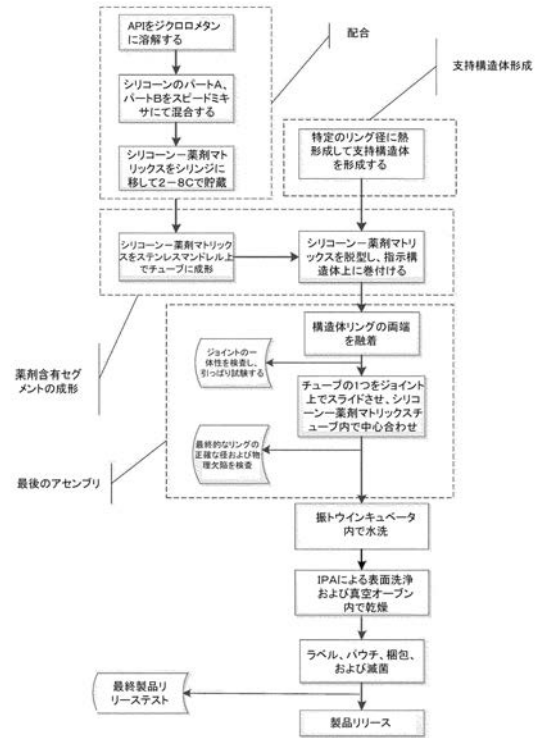 APIをジクロロメタン
に溶解する
配合
シリコーンのパートA、
パートBをスピードミキ
サにて混合する
支持構造体形成
シリコーン－薬剤マト
リックスをシリンジに
移して2－8Cで貯蔵
特定のリング径に熱
形成して支持構造体
を形成する
シリコーン－薬剤マトリッ
クスをステンレスマンドレル上
でチューブに成形
シリコーン－薬剤マトリ
ックスを脱型し、指示構
造体上に巻付ける
薬剤含有セグ
メントの成形
構造体リングの両端
を融着
ジョイントの一
体性を検査し、
引っぱり試験する
チューブの1つをジョイント
上でスライドさせ、シリコ
ーン－薬剤マトリックスチュ
ーブ内で中心合わせ
最終的なリングの
正確な径および物
理欠陥を検査
最後のアセンブリ
振トウインキュベータ
内で水洗
IPAによる表面洗浄
および真空オーブン
内で乾燥
ラベル、パウチ、梱包、
および滅菌
最終製品リ
リーステスト
製品リリース